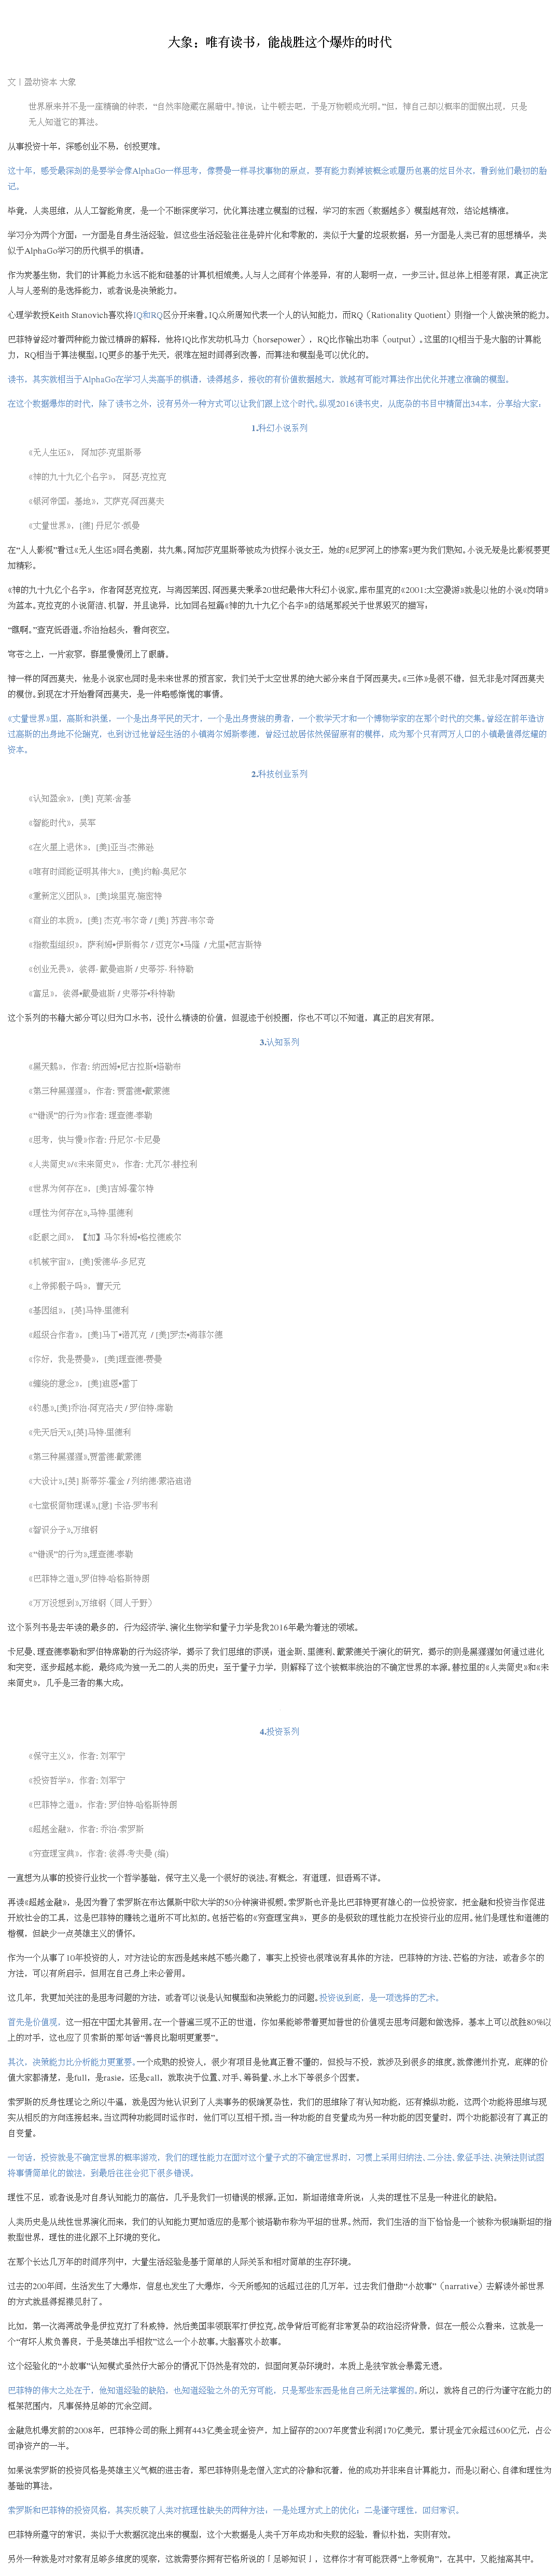 大象：唯有读书，能战胜这个爆炸的时代
文丨盈动资本 大象
世界原来并不是一座精确的钟表，“自然率隐藏在黑暗中。神说：让牛顿去吧，于是万物顿成光明。”但，神自己却以概率的面貌出现，只是
无人知道它的算法。
从事投资十年，深感创业不易，创投更难。
这十年，感受最深刻的是要学会像AlphaGo一样思考，像费曼一样寻找事物的原点，要有能力剥掉被概念或履历包裹的炫目外衣，看到他们最初的胎
记。
毕竟，人类思维，从人工智能角度，是一个不断深度学习，优化算法建立模型的过程，学习的东西（数据越多）模型越有效，结论越精准。
学习分为两个方面：一方面是自身生活经验，但这些生活经验往往是碎片化和零散的，类似于大量的垃圾数据；另一方面是人类已有的思想精华，类
似于AlphaGo学习的历代棋手的棋谱。
作为炭基生物，我们的计算能力永远不能和硅基的计算机相媲美。人与人之间有个体差异，有的人聪明一点，一步三计。但总体上相差有限，真正决定
人与人差别的是选择能力，或者说是决策能力。
心理学教授Keith Stanovich喜欢将IQ和RQ区分开来看。IQ众所周知代表一个人的认知能力，而RQ（Rationality Quotient）则指一个人做决策的能力。
巴菲特曾经对着两种能力做过精辟的解释，他将IQ比作发动机马力（horsepower），RQ比作输出功率（output）。这里的IQ相当于是大脑的计算能
力，RQ相当于算法模型。IQ更多的基于先天，很难在短时间得到改善，而算法和模型是可以优化的。
读书，其实就相当于AlphaGo在学习人类高手的棋谱，读得越多，接收的有价值数据越大，就越有可能对算法作出优化并建立准确的模型。
在这个数据爆炸的时代，除了读书之外，没有另外一种方式可以让我们跟上这个时代。纵观2016读书史，从庞杂的书目中精简出34本，分享给大家：
1.科幻小说系列
《无人生还》， 阿加莎·克里斯蒂
《神的九十九亿个名字》， 阿瑟·克拉克
《银河帝国：基地》，艾萨克·阿西莫夫
《丈量世界》，[德] 丹尼尔·凯曼
在“人人影视”看过《无人生还》同名美剧，共九集。阿加莎克里斯蒂被成为侦探小说女王，她的《尼罗河上的惨案》更为我们熟知。小说无疑是比影视要更
加精彩。
《神的九十九亿个名字》，作者阿瑟克拉克，与海因莱因、阿西莫夫秉承20世纪最伟大科幻小说家。库布里克的《2001:太空漫游》就是以他的小说《岗哨》
为蓝本。克拉克的小说简洁、机智，并且诡异，比如同名短篇《神的九十九亿个名字》的结尾那段关于世界毁灭的描写：
“瞧啊。”查克低语道。乔治抬起头，看向夜空。
穹苍之上，一片寂寥，群星慢慢闭上了眼睛。
神一样的阿西莫夫，他是小说家也同时是未来世界的预言家，我们关于太空世界的绝大部分来自于阿西莫夫。《三体》是很不错，但无非是对阿西莫夫
的模仿。到现在才开始看阿西莫夫，是一件略感惭愧的事情。
《丈量世界》里，高斯和洪堡，一个是出身平民的天才，一个是出身贵族的勇者，一个数学天才和一个博物学家的在那个时代的交集。曾经在前年造访
过高斯的出身地不伦瑞克，也到访过他曾经生活的小镇海尔姆斯泰德，曾经过故居依然保留原有的模样，成为那个只有两万人口的小镇最值得炫耀的
资本。
2.科技创业系列
《认知盈余》，[美] 克莱·舍基
《智能时代》，吴军
《在火星上退休》，[美]亚当·杰佛逊
《唯有时间能证明其伟大》，[美]约翰·奥尼尔
《重新定义团队》，[美]埃里克·施密特
《商业的本质》，[美] 杰克·韦尔奇 / [美] 苏茜·韦尔奇
《指数型组织》，萨利姆•伊斯梅尔 / 迈克尔•马隆 / 尤里•范吉斯特
《创业无畏》，彼得· 戴曼迪斯 / 史蒂芬· 科特勒
《富足》，彼得•戴曼迪斯 / 史蒂芬•科特勒
这个系列的书籍大部分可以归为口水书，没什么精读的价值，但混迹于创投圈，你也不可以不知道，真正的启发有限。
3.认知系列
《黑天鹅》，作者: 纳西姆•尼古拉斯•塔勒布
《第三种黑猩猩》，作者: 贾雷德•戴蒙德
《“错误”的行为》作者: 理查德·泰勒
《思考，快与慢》作者: 丹尼尔·卡尼曼
《人类简史》/《未来简史》，作者: 尤瓦尔·赫拉利
《世界为何存在》，[美]吉姆·霍尔特
《理性为何存在》,马特·里德利
《眨眼之间》，【加】马尔科姆•格拉德威尔
《机械宇宙》，[美]爱德华·多尼克
《上帝掷骰子吗》，曹天元
《基因组》，[英]马特·里德利
《超级合作者》，[美]马丁•诺瓦克 / [美]罗杰•海菲尔德
《你好，我是费曼》，[美]理查德·费曼
《缠绕的意念》，[美]迪恩•雷丁
《钓愚》,[美]乔治·阿克洛夫 / 罗伯特·席勒
《先天后天》,[英]马特·里德利
《第三种黑猩猩》,贾雷德·戴蒙德
《大设计》,[英] 斯蒂芬·霍金 / 列纳德·蒙洛迪诺
《七堂极简物理课》,[意] 卡洛·罗韦利
《智识分子》,万维钢
《“错误”的行为》,理查德·泰勒
《巴菲特之道》,罗伯特·哈格斯特朗
《万万没想到》,万维钢（同人于野）
这个系列书是去年读的最多的，行为经济学、演化生物学和量子力学是我2016年最为着迷的领域。
卡尼曼、理查德泰勒和罗伯特席勒的行为经济学，揭示了我们思维的谬误；道金斯、里德利、戴蒙德关于演化的研究，揭示的则是黑猩猩如何通过进化
和突变，逐步超越本能，最终成为独一无二的人类的历史；至于量子力学，则解释了这个被概率统治的不确定世界的本源。赫拉里的《人类简史》和《未
来简史》，几乎是三者的集大成。
4.投资系列
《保守主义》，作者: 刘军宁
《投资哲学》，作者: 刘军宁
《巴菲特之道》，作者: 罗伯特·哈格斯特朗
《超越金融》，作者: 乔治·索罗斯
《穷查理宝典》，作者: 彼得·考夫曼 (编)
一直想为从事的投资行业找一个哲学基础，保守主义是一个很好的说法。有概念，有道理，但语焉不详。
再读《超越金融》，是因为看了索罗斯在布达佩斯中欧大学的50分钟演讲视频。索罗斯也许是比巴菲特更有雄心的一位投资家，把金融和投资当作促进
开放社会的工具，这是巴菲特的赚钱之道所不可比拟的。包括芒格的《穷查理宝典》，更多的是极致的理性能力在投资行业的应用。他们是理性和道德的
楷模，但缺少一点英雄主义的情怀。
作为一个从事了10年投资的人，对方法论的东西是越来越不感兴趣了，事实上投资也很难说有具体的方法，巴菲特的方法、芒格的方法，或者多尔的
方法，可以有所启示，但用在自己身上未必管用。
这几年，我更加关注的是思考问题的方法，或者可以说是认知模型和决策能力的问题。投资说到底，是一项选择的艺术。
首先是价值观，这一招在中国尤其管用。在一个普遍三观不正的世道，你如果能够带着更加普世的价值观去思考问题和做选择，基本上可以战胜80%以
上的对手，这也应了贝索斯的那句话“善良比聪明更重要”。
其次，决策能力比分析能力更重要。一个成熟的投资人，很少有项目是他真正看不懂的，但投与不投，就涉及到很多的维度。就像德州扑克，底牌的价
值大家都清楚，是full，是rasie，还是call，就取决于位置、对手、筹码量、水上水下等很多个因素。
索罗斯的反身性理论之所以牛逼，就是因为他认识到了人类事务的极端复杂性，我们的思维除了有认知功能，还有操纵功能，这两个功能将思维与现
实从相反的方向连接起来。当这两种功能同时运作时，他们可以互相干预。当一种功能的自变量成为另一种功能的因变量时，两个功能都没有了真正的
自变量。
一句话，投资就是不确定世界的概率游戏，我们的理性能力在面对这个量子式的不确定世界时，习惯上采用归纳法、二分法、象征手法、决策法则试图
将事情简单化的做法，到最后往往会犯下很多错误。
理性不足，或者说是对自身认知能力的高估，几乎是我们一切错误的根源。正如，斯坦诺维奇所说：人类的理性不足是一种进化的缺陷。
人类历史是从线性世界演化而来，我们的认知能力更加适应的是那个被塔勒布称为平坦的世界。然而，我们生活的当下恰恰是一个被称为极端斯坦的指
数型世界，理性的进化跟不上环境的变化。
在那个长达几万年的时间序列中，大量生活经验是基于简单的人际关系和相对简单的生存环境。
过去的200年间，生活发生了大爆炸，信息也发生了大爆炸，今天所感知的远超过往的几万年，过去我们借助“小故事”（narrative）去解读外部世界
的方式就显得捉襟见肘了。
比如，第一次海湾战争是伊拉克打了科威特，然后美国率领联军打伊拉克。战争背后可能有非常复杂的政治经济背景，但在一般公众看来，这就是一
个“有坏人欺负善良，于是英雄出手相救”这么一个小故事。大脑喜欢小故事。
这个经验化的“小故事”认知模式虽然仔大部分的情况下仍然是有效的，但面向复杂环境时，本质上是狭窄就会暴露无遗。
巴菲特的伟大之处在于，他知道经验的缺陷，也知道经验之外的无穷可能，只是那些东西是他自己所无法掌握的。所以，就将自己的行为谨守在能力的
框架范围内，凡事保持足够的冗余空间。
金融危机爆发前的2008年，巴菲特公司的账上拥有443亿美金现金资产，加上留存的2007年度营业利润170亿美元，累计现金冗余超过600亿元，占公
司净资产的一半。
如果说索罗斯的投资风格是英雄主义气概的进击者，那巴菲特则是老僧入定式的冷静和沉着，他的成功并非来自计算能力，而是以耐心、自律和理性为
基础的算法。
索罗斯和巴菲特的投资风格，其实反映了人类对抗理性缺失的两种方法：一是处理方式上的优化；二是谨守理性，回归常识。
巴菲特所遵守的常识，类似于大数据沉淀出来的模型，这个大数据是人类千万年成功和失败的经验，看似朴拙，实则有效。
另外一种就是对对象有足够多维度的观察，这就需要你拥有芒格所说的「足够知识」，这样你才有可能获得“上帝视角”，在其中，又能抽离其中。